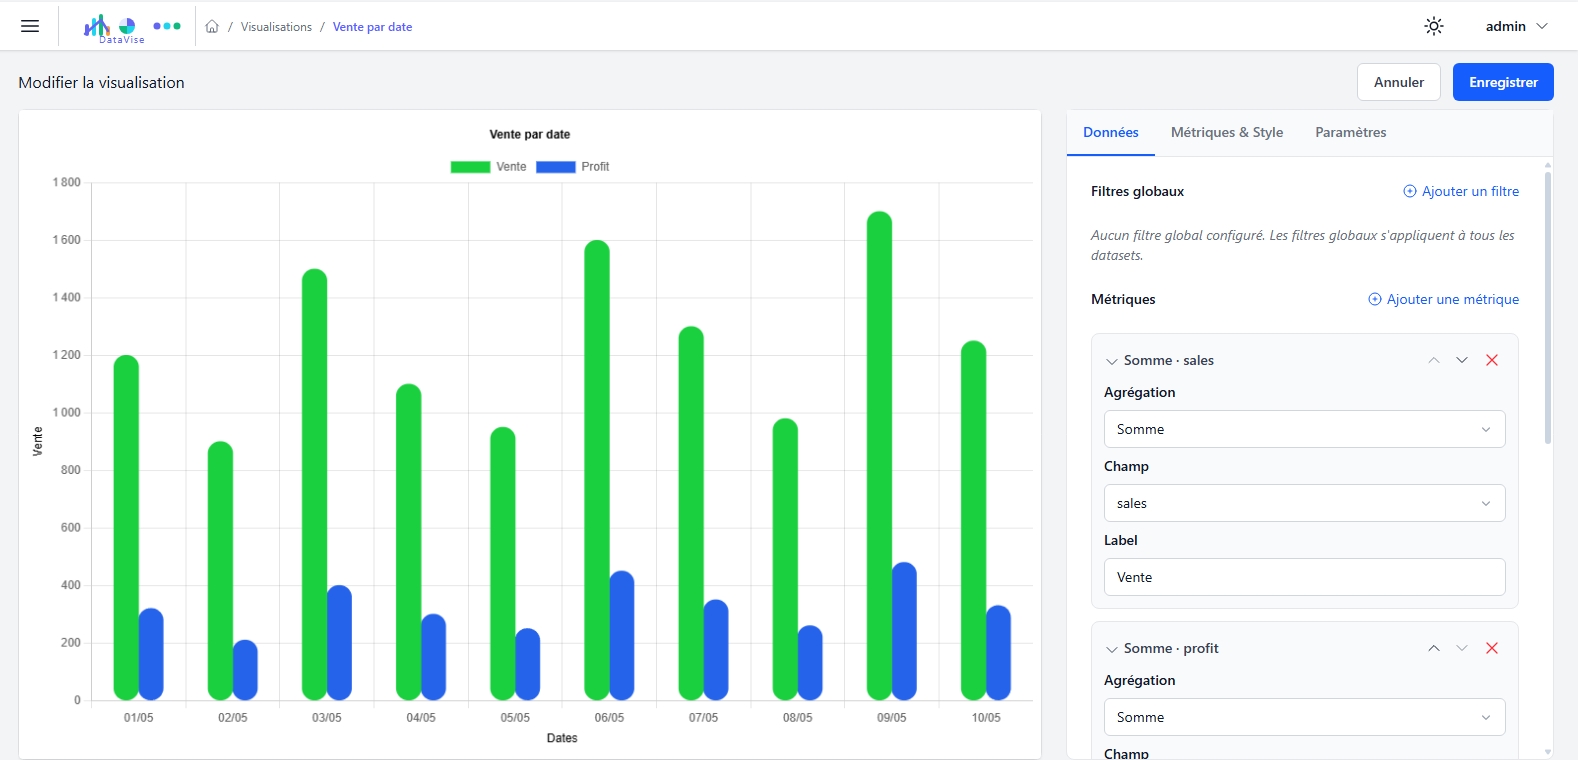 DataVise
/ Visualisations / Vente par date
admin
Modifier la visualisation
Annuler
Enregistrer
Vente par date
Vente
Profit
1 800
1 600
1 400
1 200
1 000
800
600
400
200
0
Vente
01/05
02/05
03/05
04/05
05/05
06/05
07/05
08/05
09/05
10/05
Dates
Données
Métriques & Style
Paramètres
Filtres globaux
Ajouter un filtre
Aucun filtre global configuré. Les filtres globaux s'appliquent à tous les
datasets.
Métriques
Ajouter une métrique
Somme · sales
Agrégation
Somme
Champ
sales
Label
Vente
Somme · profit
Agrégation
Somme
Champ